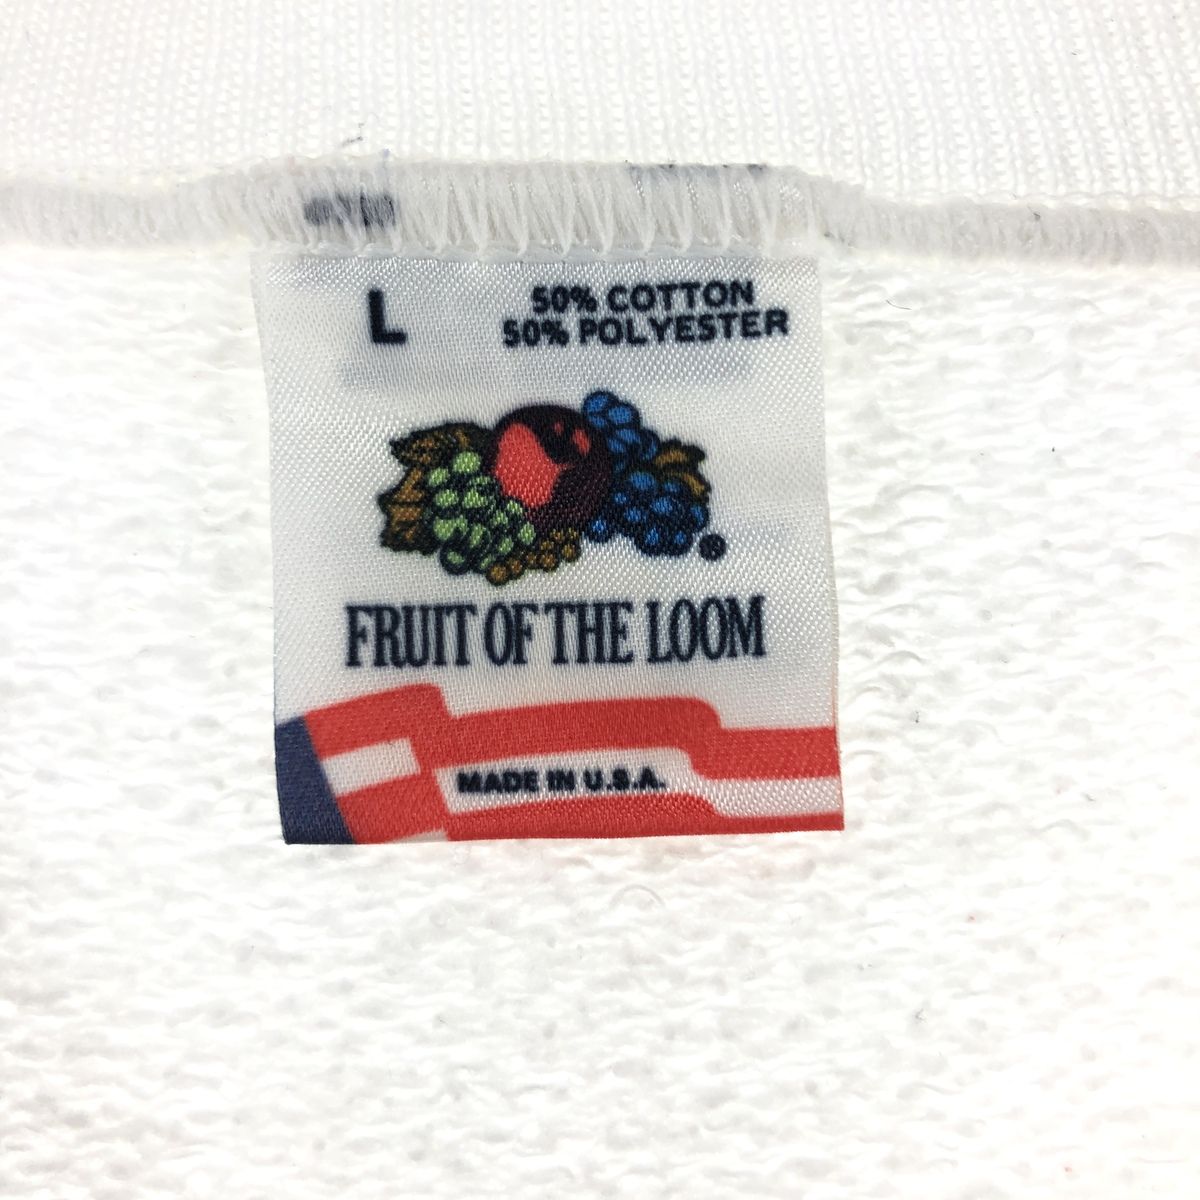 L
50% COTTON
50% POLYESTER
®
FRUIT OF THE LOOM
MADE IN U.S.A.